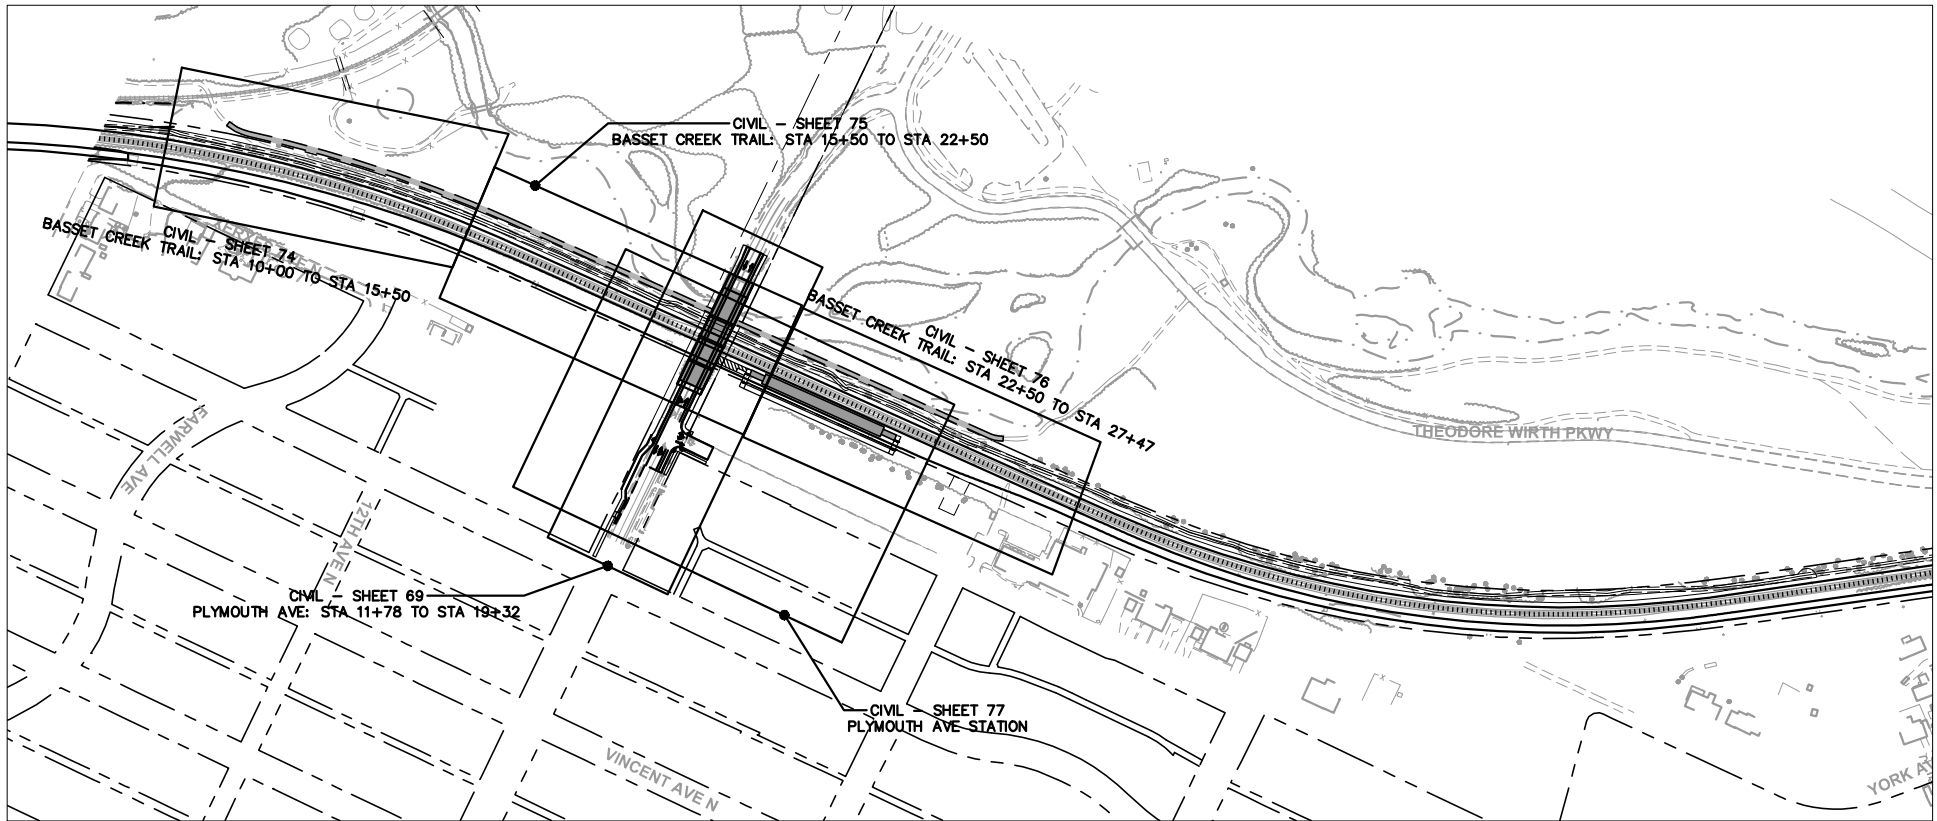 CIVIL - SHEET 75
BASSET CREEK TRAIL: STA 15+50 TO STA 22+50
CIVIL - SHEET 74
BASSET CREEK TRAIL: STA 10+00 TO STA 15+50
CIVIL - SHEET 76
BASSET CREEK TRAIL: STA 22+50 TO STA 27+47
THEODORE WIRTH PKWY
FARWELL AVE
12TH AVE N
CIVIL - SHEET 69
PLYMOUTH AVE: STA 11+78 TO STA 19+32
CIVIL - SHEET 77
PLYMOUTH AVE STATION
VINCENT AVE N
YORK AV